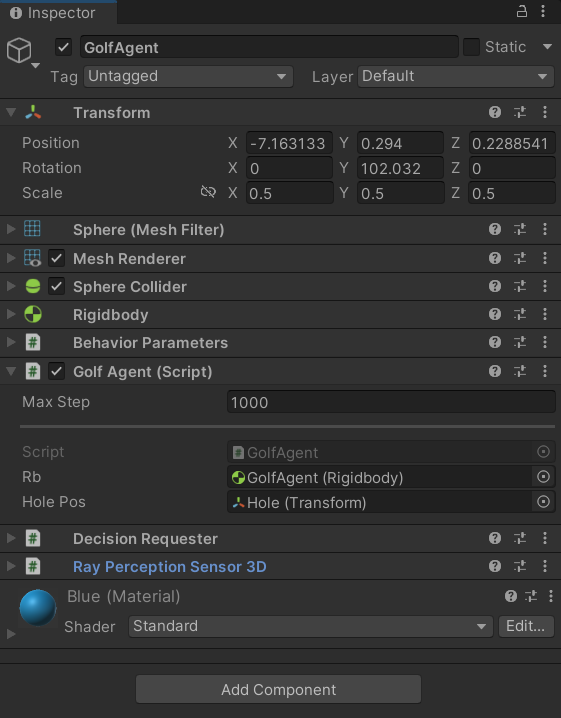 Inspector
GolfAgent Static
Tag Untagged Layer Default
Transform
Position X -7.163133 Y 0.294 Z 0.2288541
Rotation X 0 Y 102.032 Z 0
Scale X 0.5 Y 0.5 Z 0.5
Sphere (Mesh Filter)
Mesh Renderer
Sphere Collider
Rigidbody
Behavior Parameters
Golf Agent (Script)
Max Step 1000
Script GolfAgent
Rb GolfAgent (Rigidbody)
Hole Pos Hole (Transform)
Decision Requester
Ray Perception Sensor 3D
Blue (Material)
Shader Standard Edit...
Add Component